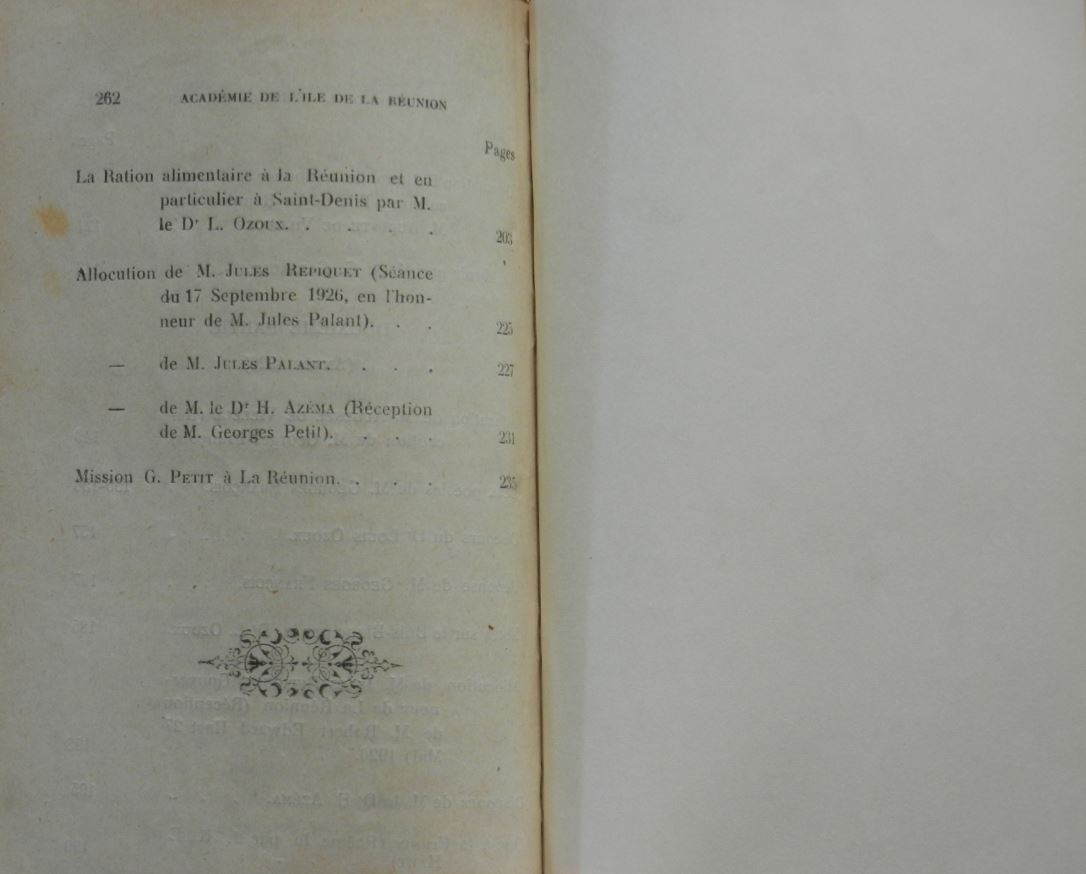 262 ACADÉMIE DE L'ILE DE LA RÉUNION
Pages
La Ration alimentaire à la Réunion et en
particulier à Saint-Denis par M.
le Dr L. OZOUX. . . . . 203
Allocution de M. JULES REPIQUET (Séance
du 17 Septembre 1926, en l'hon-
neur de M. Jules Palant). . . 225
— de M. JULES PALANT. . . . 227
— de M. le Dr H. AZÉMA (Réception
de M. Georges Petit). . . . 231
Mission G. PETIT à La Réunion. . . . 235